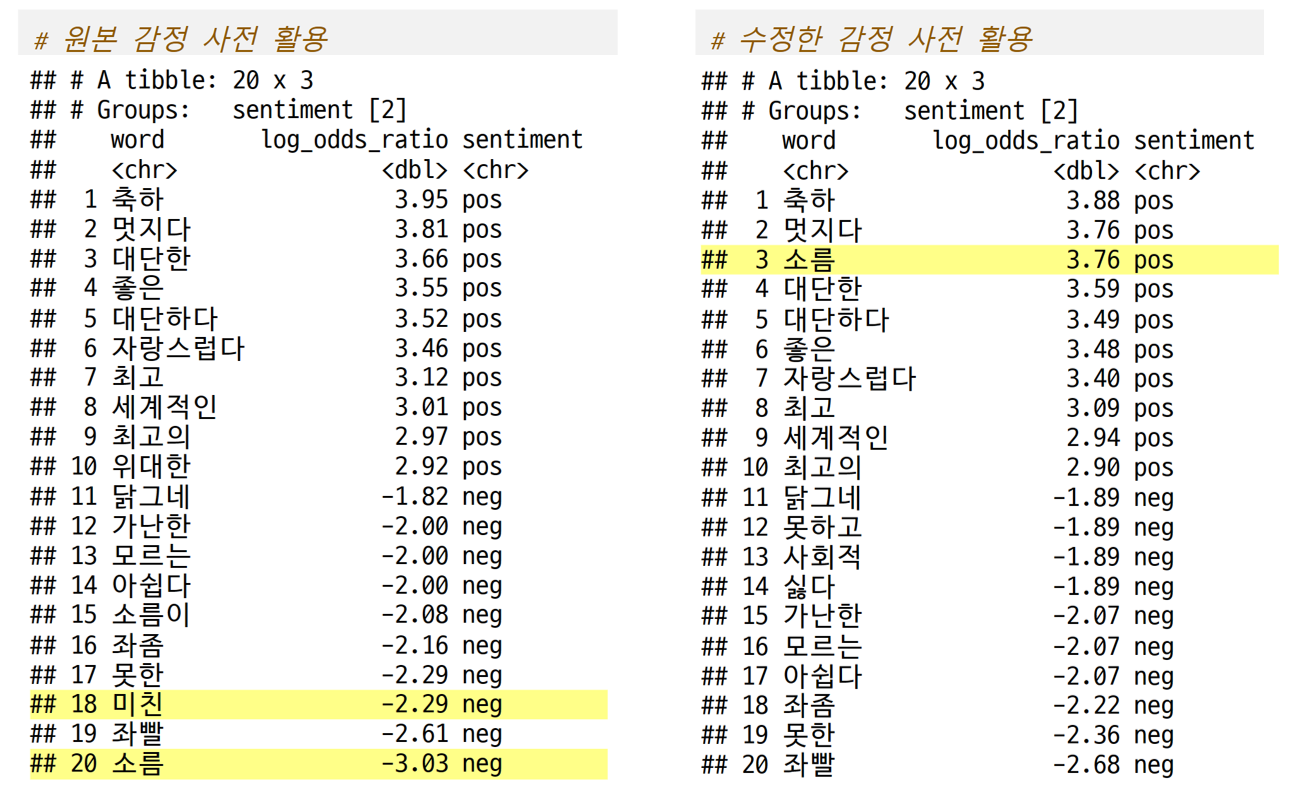 # 원본 감정 사전 활용
## # A tibble: 20 x 3
## # Groups:   sentiment [2]
##    word       log_odds_ratio sentiment
##    <chr>               <dbl> <chr>
##  1 축하                 3.95 pos
##  2 멋지다               3.81 pos
##  3 대단한               3.66 pos
##  4 좋은                 3.55 pos
##  5 대단하다             3.52 pos
##  6 자랑스럽다           3.46 pos
##  7 최고                 3.12 pos
##  8 세계적인             3.01 pos
##  9 최고의               2.97 pos
## 10 위대한               2.92 pos
## 11 닭그네              -1.82 neg
## 12 가난한              -2.00 neg
## 13 모르는              -2.00 neg
## 14 아쉽다              -2.00 neg
## 15 소름이              -2.08 neg
## 16 좌좀                -2.16 neg
## 17 못한                -2.29 neg
## 18 미친                -2.29 neg
## 19 좌빨                -2.61 neg
## 20 소름                -3.03 neg
# 수정한 감정 사전 활용
## # A tibble: 20 x 3
## # Groups:   sentiment [2]
##    word       log_odds_ratio sentiment
##    <chr>               <dbl> <chr>
##  1 축하                 3.88 pos
##  2 멋지다               3.76 pos
##  3 소름                 3.76 pos
##  4 대단한               3.59 pos
##  5 대단하다             3.49 pos
##  6 좋은                 3.48 pos
##  7 자랑스럽다           3.40 pos
##  8 최고                 3.09 pos
##  9 세계적인             2.94 pos
## 10 최고의               2.90 pos
## 11 닭그네              -1.89 neg
## 12 못하고              -1.89 neg
## 13 사회적              -1.89 neg
## 14 싫다                -1.89 neg
## 15 가난한              -2.07 neg
## 16 모르는              -2.07 neg
## 17 아쉽다              -2.07 neg
## 18 좌좀                -2.22 neg
## 19 못한                -2.36 neg
## 20 좌빨                -2.68 neg